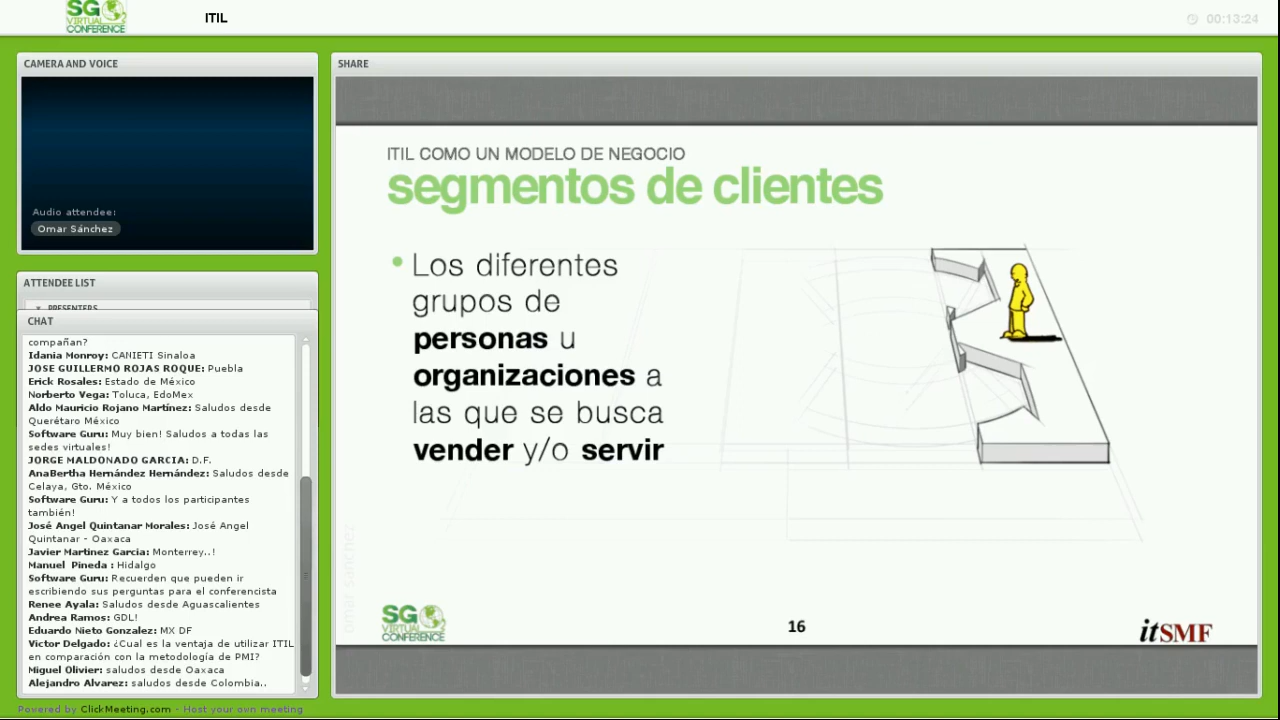 SG
VIRTUAL
CONFERENCE
ITIL
00:13:24
CAMERA AND VOICE
Audio attendee:
Omar Sánchez
ATTENDEE LIST
PRESENTERS
CHAT
compañan?
Idania Monroy: CANIETI Sinaloa
JOSE GUILLERMO ROJAS ROQUE: Puebla
Erick Rosales: Estado de México
Norberto Vega: Toluca, EdoMex
Aldo Mauricio Rojano Martínez: Saludos desde
Querétaro México
Software Guru: Muy bien! Saludos a todas las
sedes virtuales!
JORGE MALDONADO GARCIA: D.F.
AnaBertha Hernández Hernández: Saludos desde
Celaya, Gto. México
Software Guru: Y a todos los participantes
también!
José Angel Quintanar Morales: José Angel
Quintanar - Oaxaca
Javier Martinez Garcia: Monterrey..!
Manuel Pineda : Hidalgo
Software Guru: Recuerden que pueden ir
escribiendo sus perguntas para el conferencista
Renee Ayala: Saludos desde Aguascalientes
Andrea Ramos: GDL!
Eduardo Nieto Gonzalez: MX DF
Victor Delgado: ¿Cual es la ventaja de utilizar ITIL
en comparación con la metodología de PMI?
Miguel Olivier: saludos desde Oaxaca
Alejandro Alvarez: saludos desde Colombia..
Powered by ClickMeeting.com - Host your own meeting
SHARE
ITIL COMO UN MODELO DE NEGOCIO
segmentos de clientes
• Los diferentes
grupos de
personas u
organizaciones a
las que se busca
vender y/o servir
omar sánchez
SG
VIRTUAL
CONFERENCE
16
itSMF